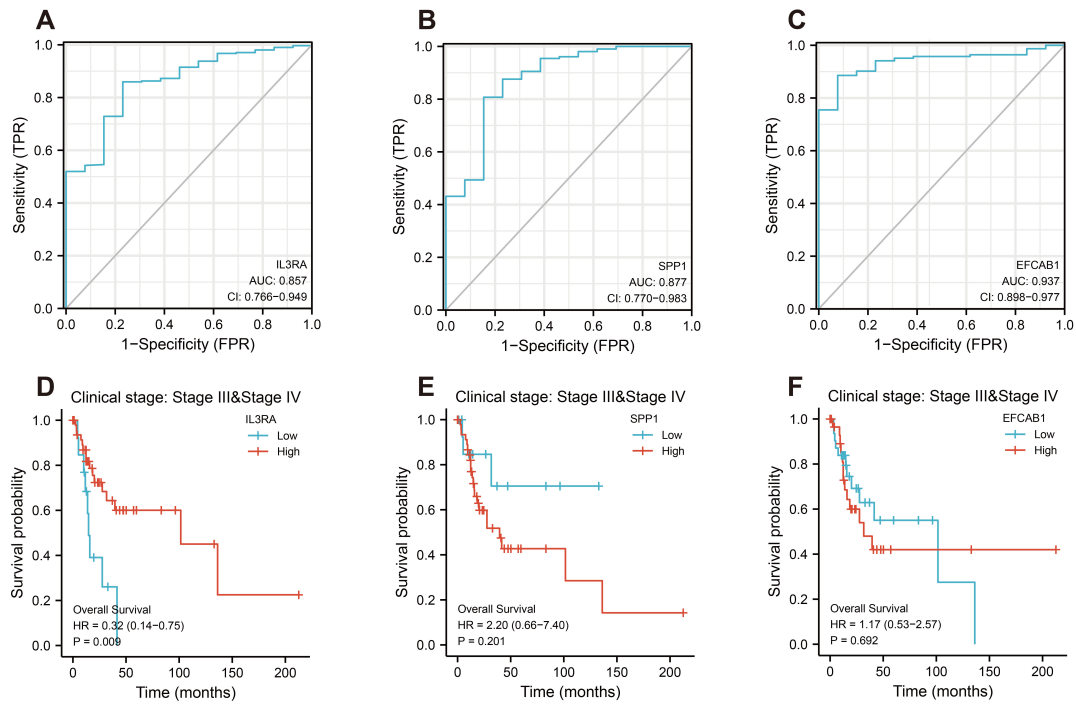 A
1.0
0.8
0.6
0.4
0.2
0.0
Sensitivity (TPR)
0.0 0.2 0.4 0.6 0.8 1.0
1−Specificity (FPR)
IL3RA
AUC: 0.857
CI: 0.766−0.949
B
1.0
0.8
0.6
0.4
0.2
0.0
Sensitivity (TPR)
0.0 0.2 0.4 0.6 0.8 1.0
1−Specificity (FPR)
SPP1
AUC: 0.877
CI: 0.770−0.983
C
1.0
0.8
0.6
0.4
0.2
0.0
Sensitivity (TPR)
0.0 0.2 0.4 0.6 0.8 1.0
1−Specificity (FPR)
EFCAB1
AUC: 0.937
CI: 0.898−0.977
D
Clinical stage: Stage III&Stage IV
IL3RA
Low
High
1.0
0.8
0.6
0.4
0.2
0.0
Survival probability
Overall Survival
HR = 0.32 (0.14−0.75)
P = 0.009
0 50 100 150 200
Time (months)
E
Clinical stage: Stage III&Stage IV
SPP1
Low
High
1.0
0.8
0.6
0.4
0.2
0.0
Survival probability
Overall Survival
HR = 2.20 (0.66−7.40)
P = 0.201
0 50 100 150 200
Time (months)
F
Clinical stage: Stage III&Stage IV
EFCAB1
Low
High
1.0
0.8
0.6
0.4
0.2
0.0
Survival probability
Overall Survival
HR = 1.17 (0.53−2.57)
P = 0.692
0 50 100 150 200
Time (months)